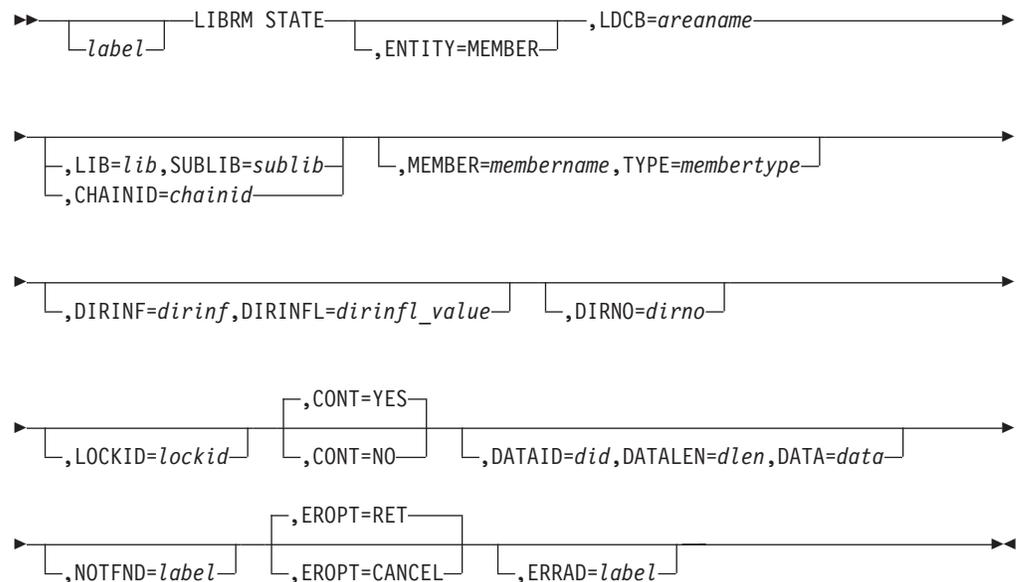 LIBRM STATE ,LDCB=areaname
label ,ENTITY=MEMBER
,LIB=lib,SUBLIB=sublib ,MEMBER=membername,TYPE=membertype
,CHAINID=chainid
,DIRINF=dirinf,DIRINFL=dirinfl_value ,DIRNO=dirno
,CONT=YES
,LOCKID=lockid ,CONT=NO ,DATAID=did,DATALEN=dlen,DATA=data
,EROPT=RET
,NOTFND=label ,EROPT=CANCEL ,ERRAD=label